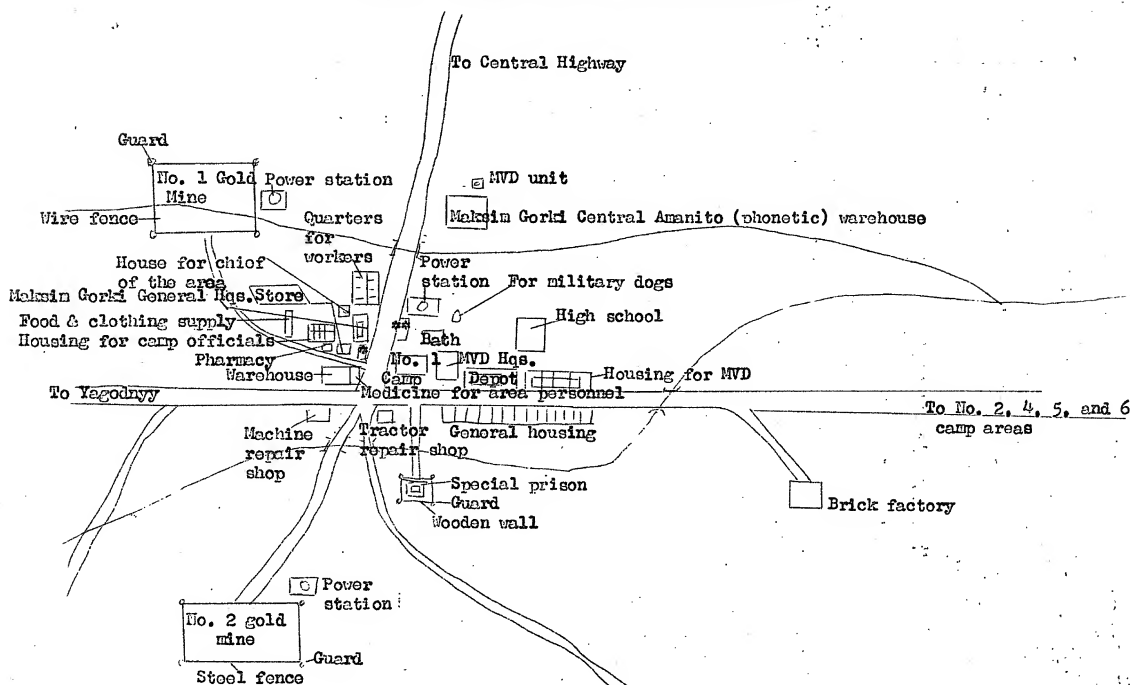 To Central Highway
Guard
No. 1 Gold
Mine
Power station
Wire fence
MVD unit
Maksim Gorki Central Amanito (phonetic) warehouse
Quarters
for
workers
House for chief
of the area
Maksim Gorki General Hqs.
Store
Food & clothing supply
Housing for camp officials
Pharmacy
Warehouse
Power
station
For military dogs
Bath
High school
No. 1
Camp
MVD Hqs.
Depot
Housing for MVD
Medicine for area personnel
To Yagodnyy
To No. 2, 4, 5, and 6
camp areas
Machine
repair
shop
Tractor
repair shop
General housing
Special prison
Guard
Wooden wall
Brick factory
Power
station
No. 2 gold
mine
Guard
Steel fence